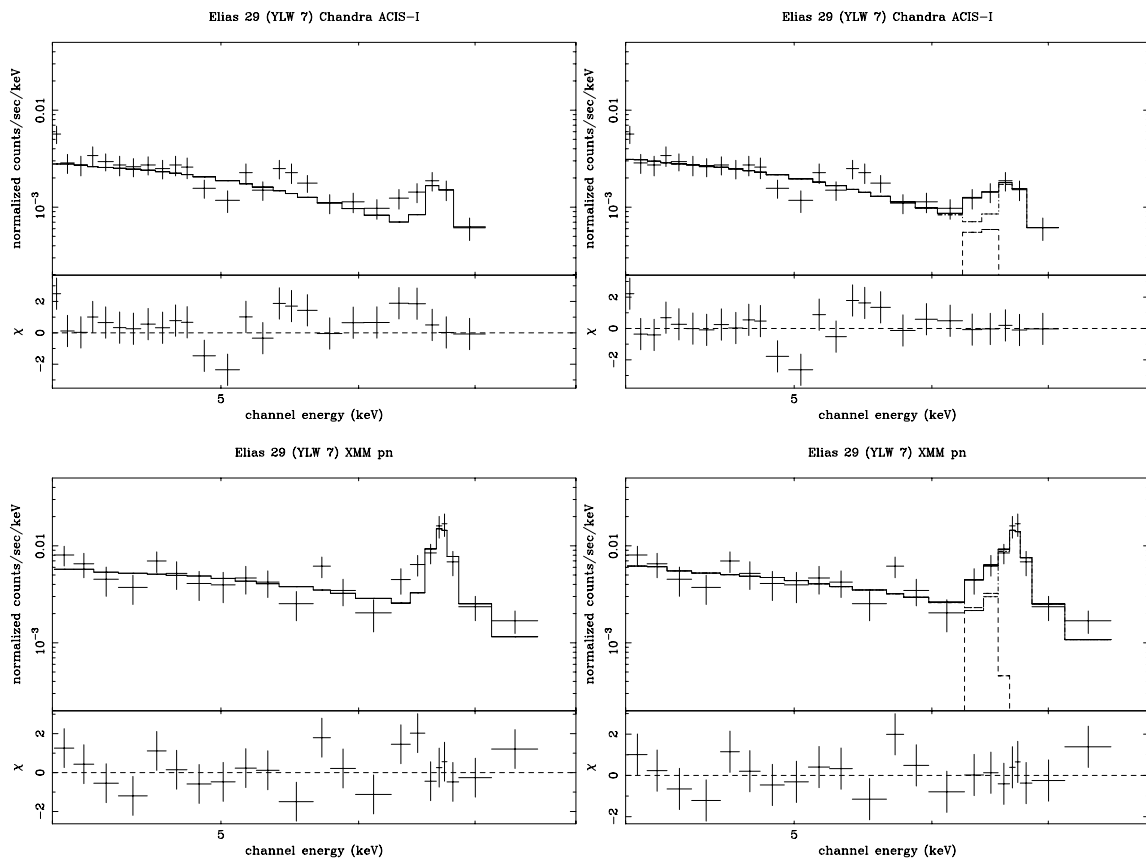 Elias 29 (YLW 7) Chandra ACIS−I
normalized counts/sec/keV
0.01
10−3
χ
2
0
−2
5
channel energy (keV)
Elias 29 (YLW 7) Chandra ACIS−I
normalized counts/sec/keV
0.01
10−3
χ
2
0
−2
5
channel energy (keV)
Elias 29 (YLW 7) XMM pn
normalized counts/sec/keV
0.01
10−3
χ
2
0
−2
5
channel energy (keV)
Elias 29 (YLW 7) XMM pn
normalized counts/sec/keV
0.01
10−3
χ
2
0
−2
5
channel energy (keV)